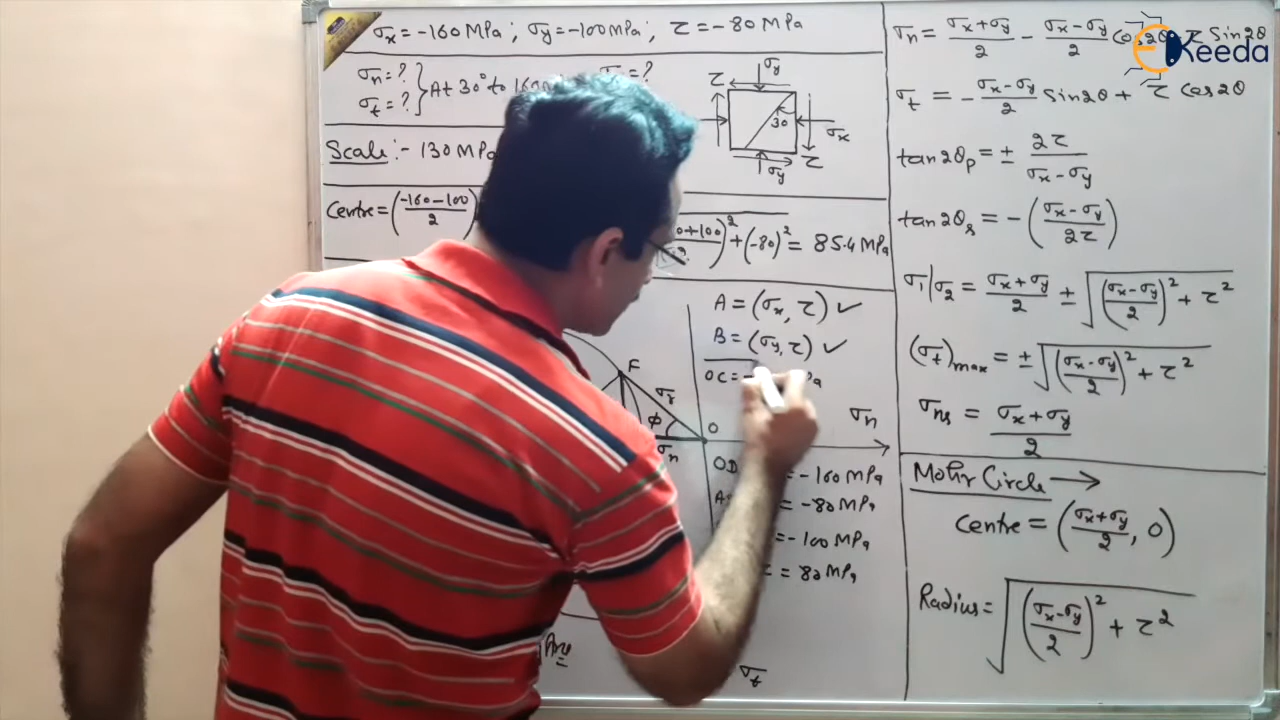 σx = -160 MPa ; σy = -100 MPa ; τ = -80 MPa
σn = ?
σt = ?
At 30° to
= ?
Scale :- 130 MPa
Centre = (-160-100/2
0+100/2)² + (-80)² = 85.4 MPa
τ
σy
30
σx
σy
τ
A = (σx, τ) ✓
B = (σy, τ) ✓
OC = -
F
σr
φ
O
σn
σn
OD = -160 MPa
= -80 MPa
= -100 MPa
= 80 MPa
σt
σn = σx+σy/2 - σx-σy/2 Cos2θ τ Sin2θ
EKeeda
σt = - σx-σy/2 Sin2θ + τ Cos2θ
tan2θp = ± 2τ/σx-σy
tan2θs = - (σx-σy/2τ)
σ1/σ2 = σx+σy/2 ± √(σx-σy/2)² + τ²
(σt)max = ± √(σx-σy/2)² + τ²
σns = σx+σy/2
Mohr Circle →
Centre = (σx+σy/2, 0)
Radius = √(σx-σy/2)² + τ²